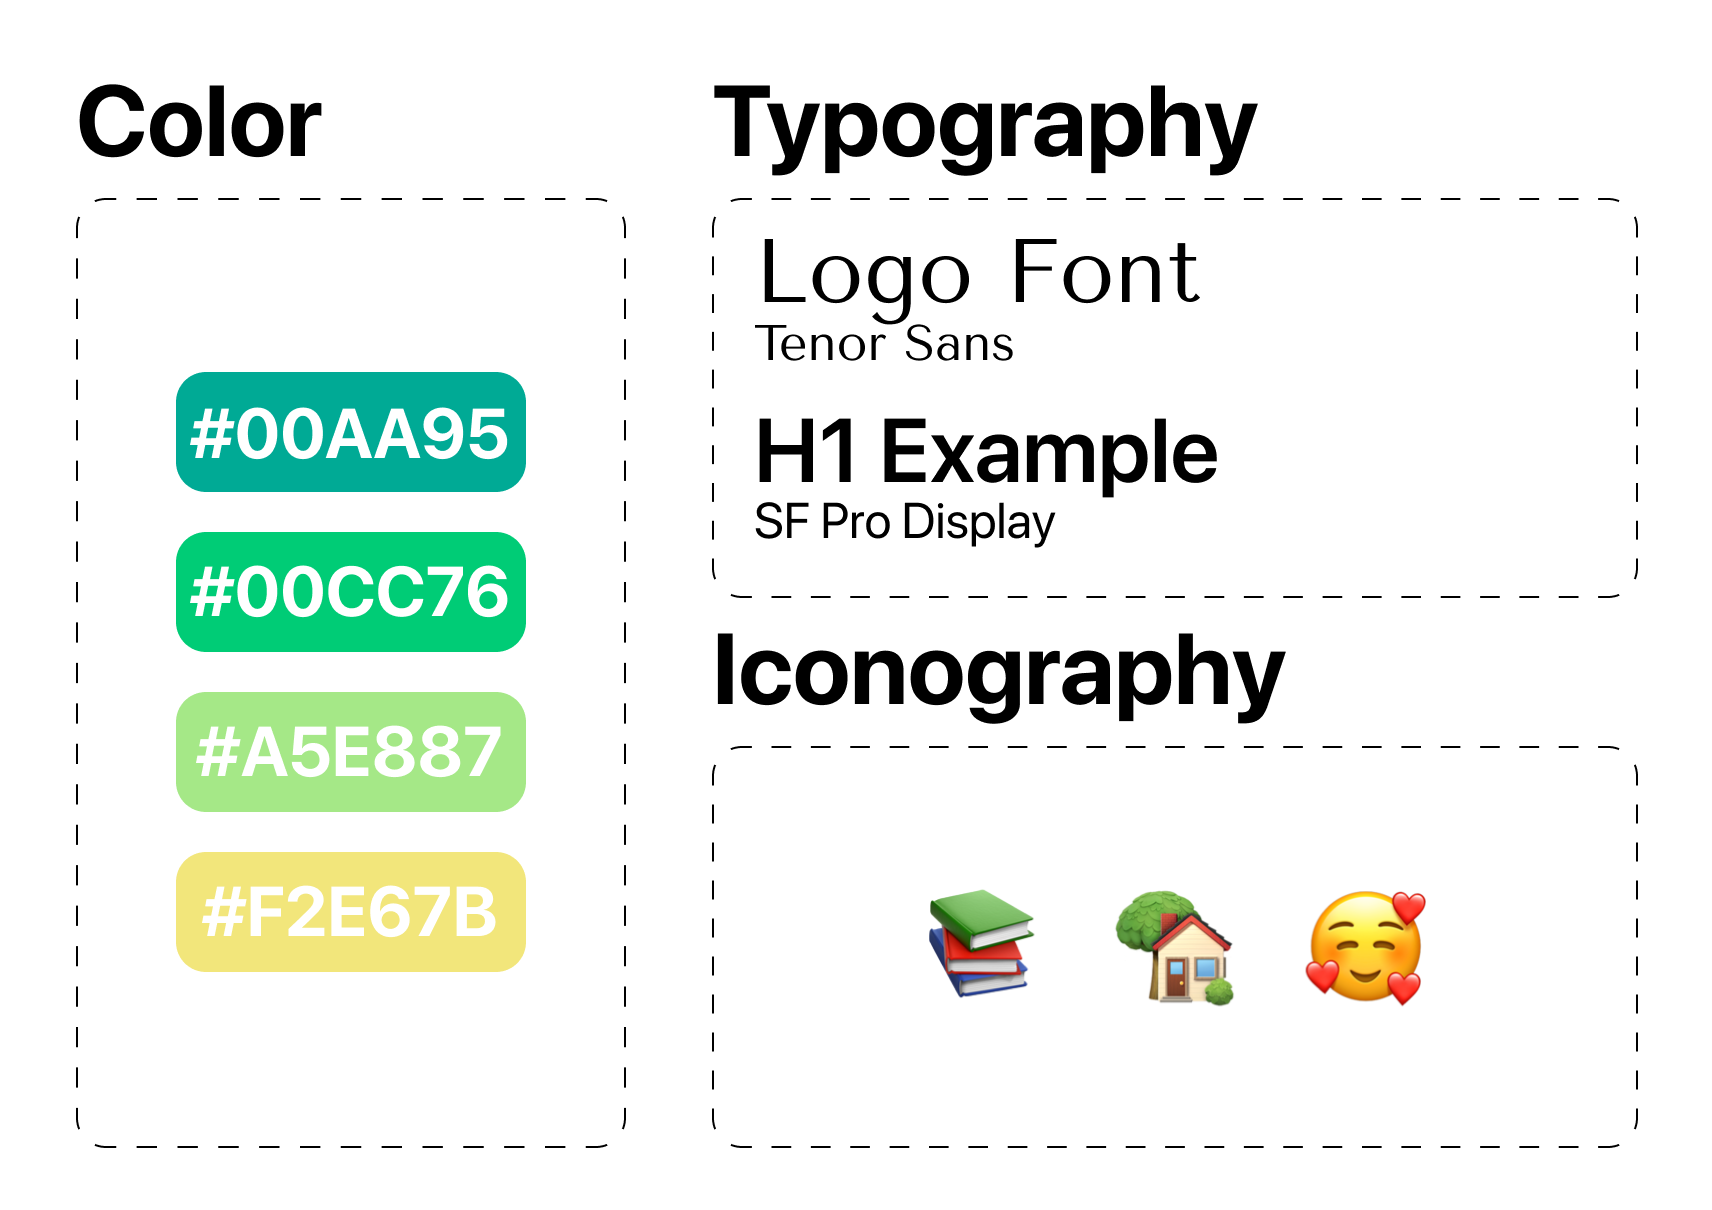 Color
#00AA95
#00CC76
#A5E887
#F2E67B
Typography
Logo Font
Tenor Sans
H1 Example
SF Pro Display
Iconography